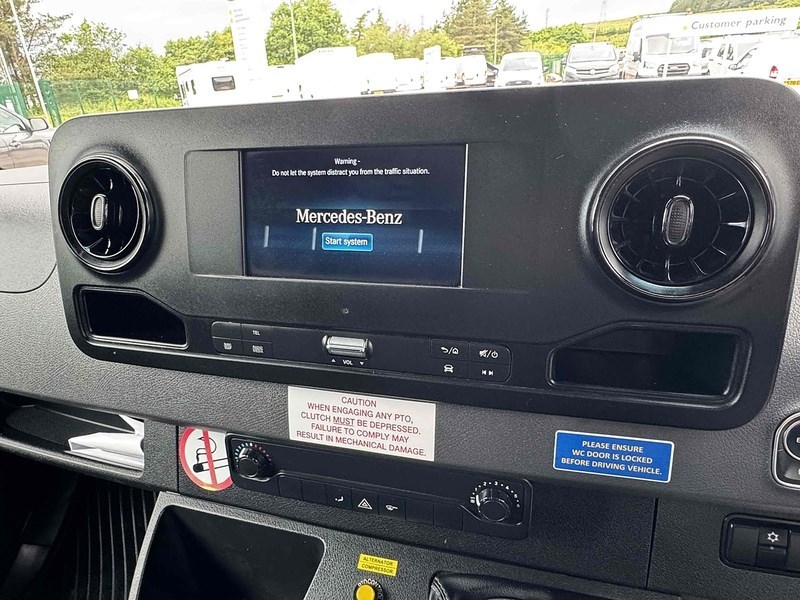 Customer parking
Warning -
Do not let the system distract you from the traffic situation.
Mercedes-Benz
Start system
TEL
VOL
CAUTION
WHEN ENGAGING ANY PTO,
CLUTCH MUST BE DEPRESSED.
FAILURE TO COMPLY MAY
RESULT IN MECHANICAL DAMAGE.
PLEASE ENSURE
WC DOOR IS LOCKED
BEFORE DRIVING VEHICLE.
ALTERNATOR
COMPRESSOR